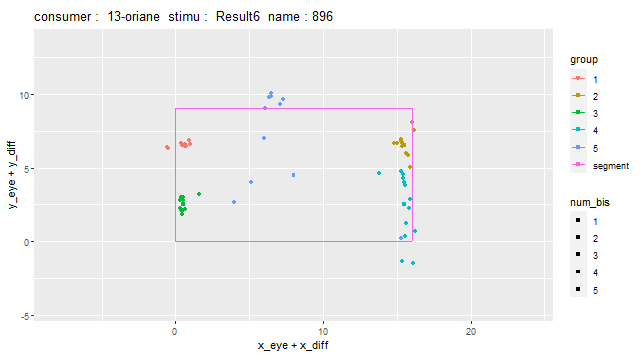 consumer :  13-oriane  stimu :  Result6  name : 896
10
5
0
-5
y_eye + y_diff
0
10
20
x_eye + x_diff
group
1
2
3
4
5
segment
num_bis
1
2
3
4
5